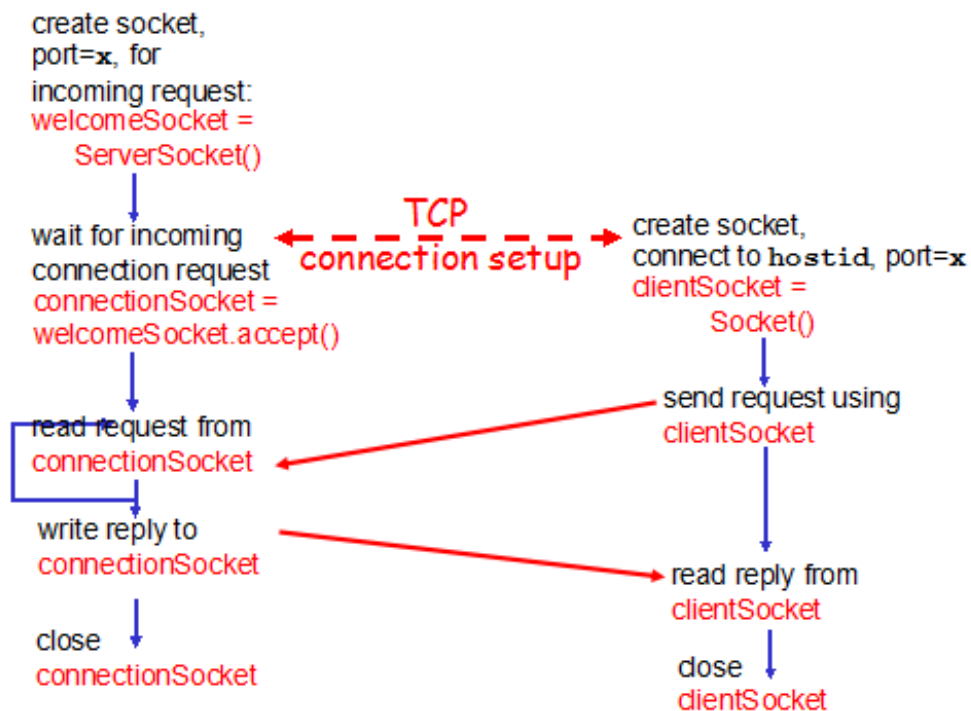 create socket,
port=x, for
incoming request:
welcomeSocket =
ServerSocket()
wait for incoming
connection request
connectionSocket =
welcomeSocket.accept()
read request from
connectionSocket
write reply to
connectionSocket
close
connectionSocket
TCP
connection setup
create socket,
connect to hostid, port=x
clientSocket =
Socket()
send request using
clientSocket
read reply from
clientSocket
close
clientSocket